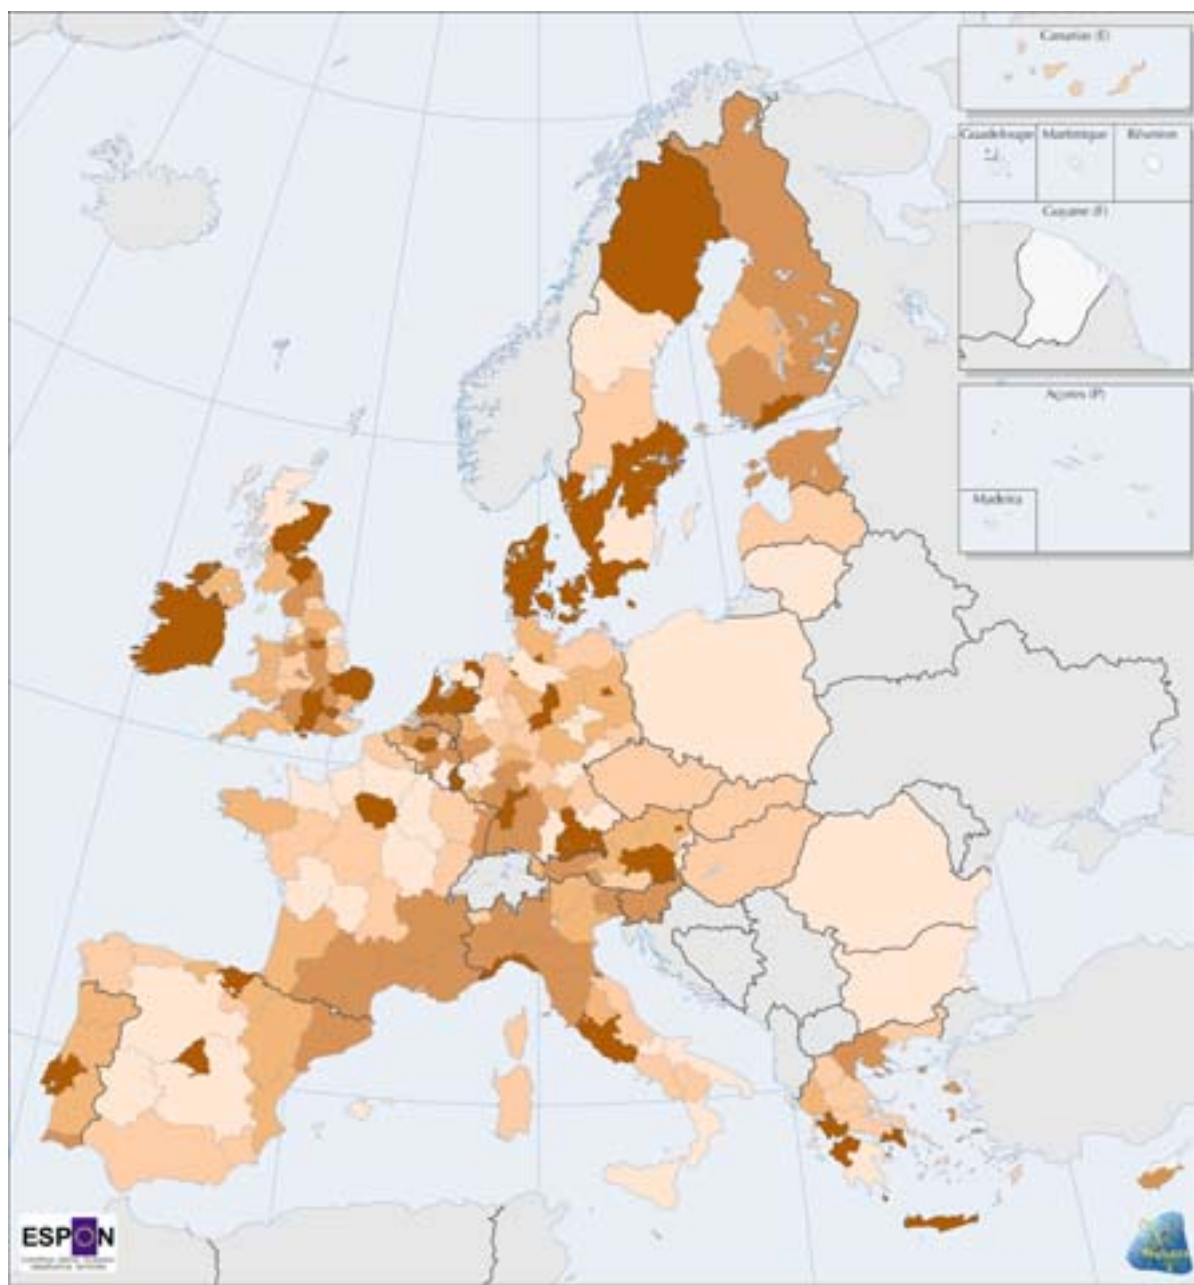 Canarias (E)
Guadeloupe
Martinique
Réunion
Guyane (F)
Açores (P)
Madeira
ESPON